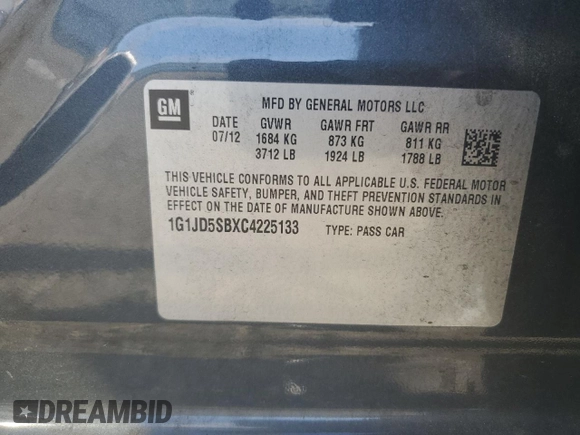 GM
MFD BY GENERAL MOTORS LLC
DATE GVWR GAWR FRT GAWR RR
07/12 1684 KG 873 KG 811 KG
3712 LB 1924 LB 1788 LB
THIS VEHICLE CONFORMS TO ALL APPLICABLE U.S. FEDERAL MOTOR
VEHICLE SAFETY, BUMPER, AND THEFT PREVENTION STANDARDS IN
EFFECT ON THE DATE OF MANUFACTURE SHOWN ABOVE.
1G1JD5SBXC4225133 TYPE: PASS CAR
DREAMBID